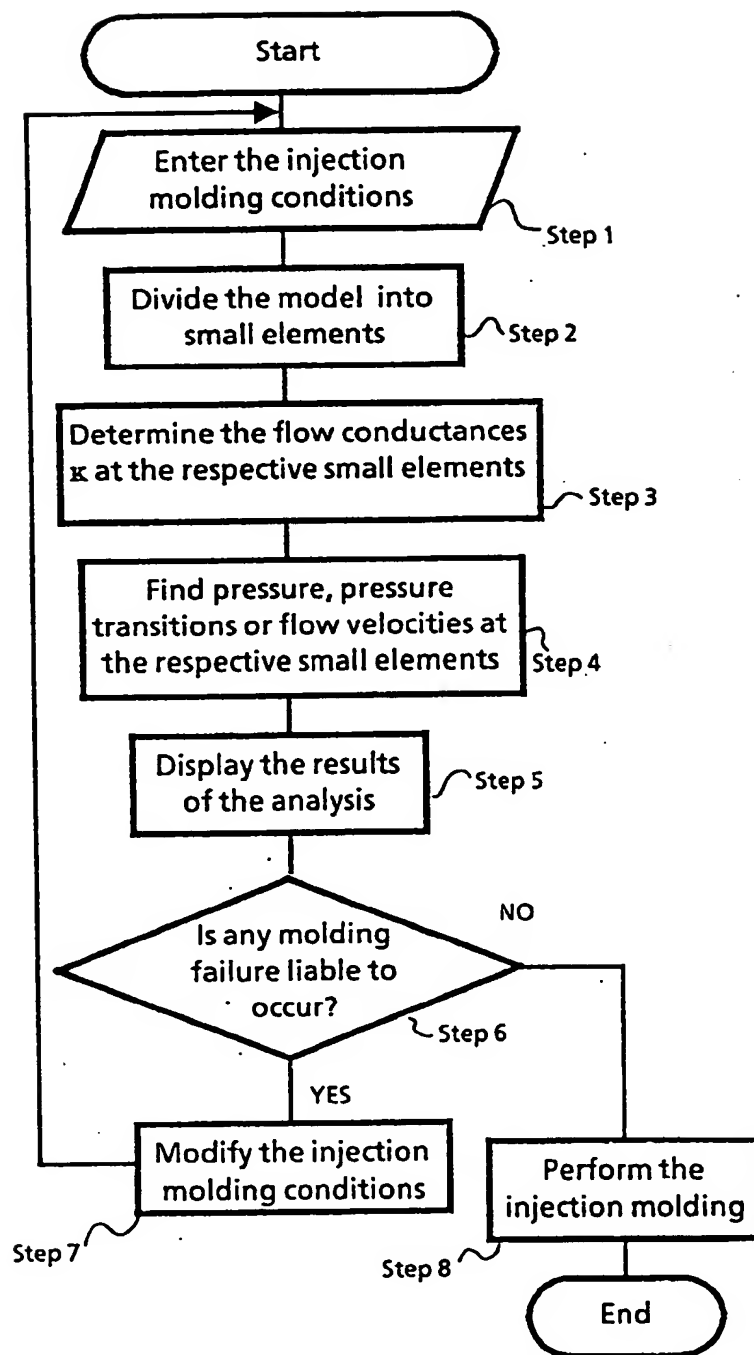 Start
Enter the injection
molding conditions
Step 1
Divide the model into
small elements
Step 2
Determine the flow conductances
κ at the respective small elements
Step 3
Find pressure, pressure
transitions or flow velocities at
the respective small elements
Step 4
Display the results
of the analysis
Step 5
Is any molding
failure liable to
occur?
Step 6
NO
YES
Modify the injection
molding conditions
Step 7
Perform the
injection molding
Step 8
End